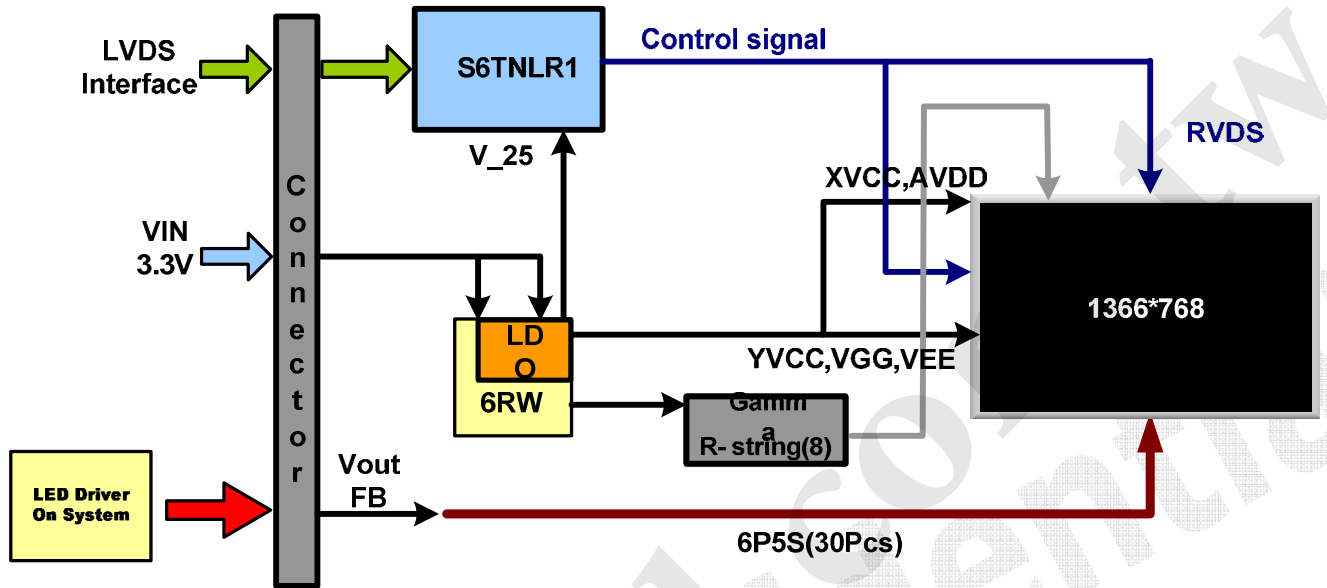 LVDS
Interface
S6TNLR1
Control signal
RVDS
V_25
XVCC,AVDD
Connector
VIN
3.3V
1366*768
LD
O
YVCC,VGG,VEE
6RW
Gamm
a
R- string(8)
Vout
FB
LED Driver
On System
6P5S(30Pcs)